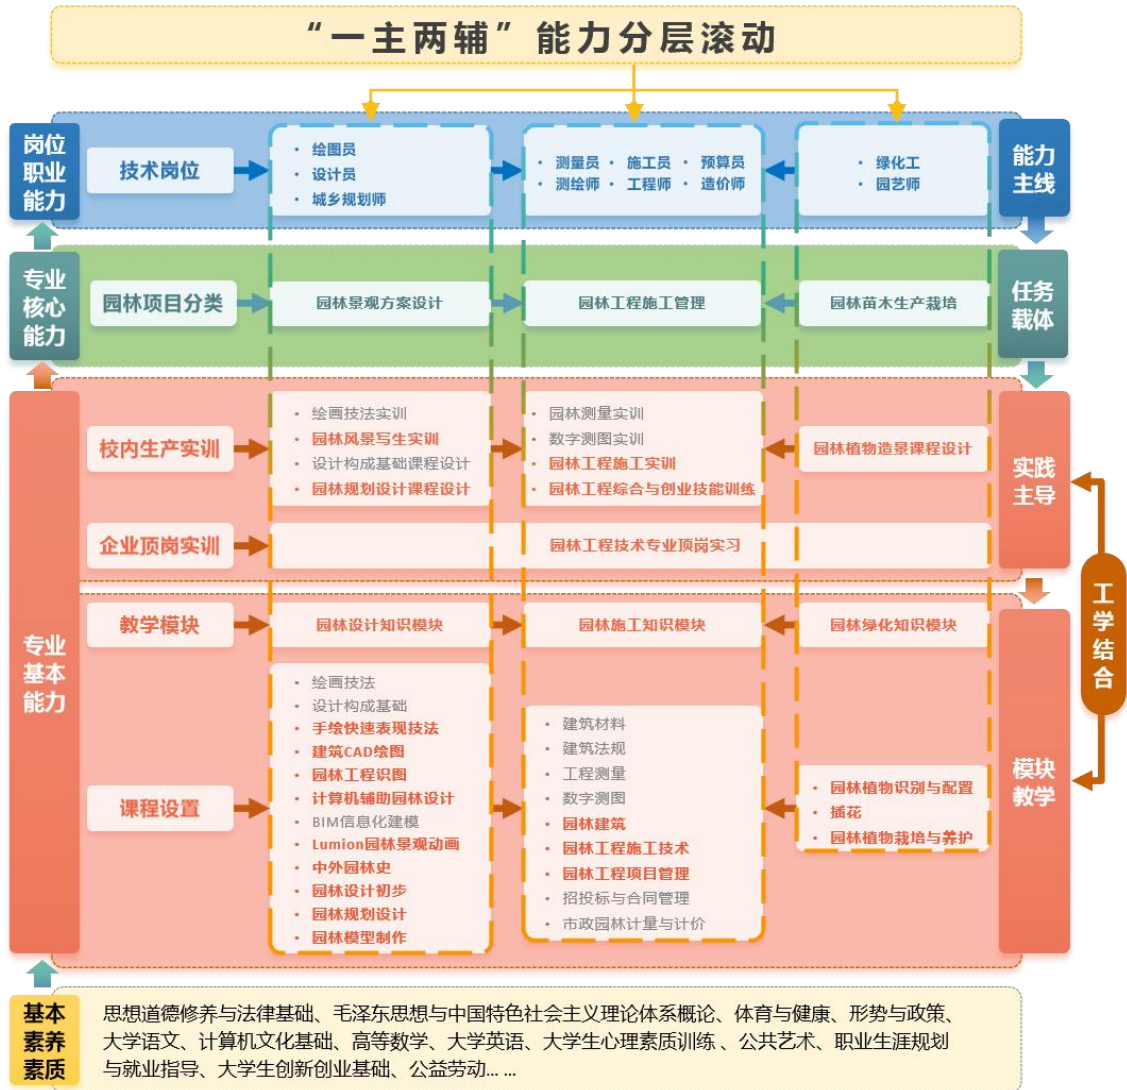 “一主两辅”能力分层滚动
岗位
职业
能力
技术岗位
• 绘图员
• 设计员
• 城乡规划师
• 测量员 • 施工员 • 预算员
• 测绘师 • 工程师 • 造价师
• 绿化工
• 园艺师
能力
主线
专业
核心
能力
园林项目分类
园林景观方案设计
园林工程施工管理
园林苗木生产栽培
任务
载体
专业
基本
能力
校内生产实训
• 绘画技法实训
• 园林风景写生实训
• 设计构成基础课程设计
• 园林规划设计课程设计
• 园林测量实训
• 数字测图实训
• 园林工程施工实训
• 园林工程综合与创业技能训练
园林植物造景课程设计
实践
主导
企业顶岗实训
园林工程技术专业顶岗实习
工
学
结
合
教学模块
园林设计知识模块
园林施工知识模块
园林绿化知识模块
课程设置
• 绘画技法
• 设计构成基础
• 手绘快速表现技法
• 建筑CAD绘图
• 园林工程识图
• 计算机辅助园林设计
• BIM信息化建模
• Lumion园林景观动画
• 中外园林史
• 园林设计初步
• 园林规划设计
• 园林模型制作
• 建筑材料
• 建筑法规
• 工程测量
• 数字测图
• 园林建筑
• 园林工程施工技术
• 园林工程项目管理
• 招投标与合同管理
• 市政园林计量与计价
• 园林植物识别与配置
• 插花
• 园林植物栽培与养护
模块
教学
基本
素养
素质
思想道德修养与法律基础、毛泽东思想与中国特色社会主义理论体系概论、体育与健康、形势与政策、
大学语文、计算机文化基础、高等数学、大学英语、大学生心理素质训练 、公共艺术、职业生涯规划
与就业指导、大学生创新创业基础、公益劳动... ...